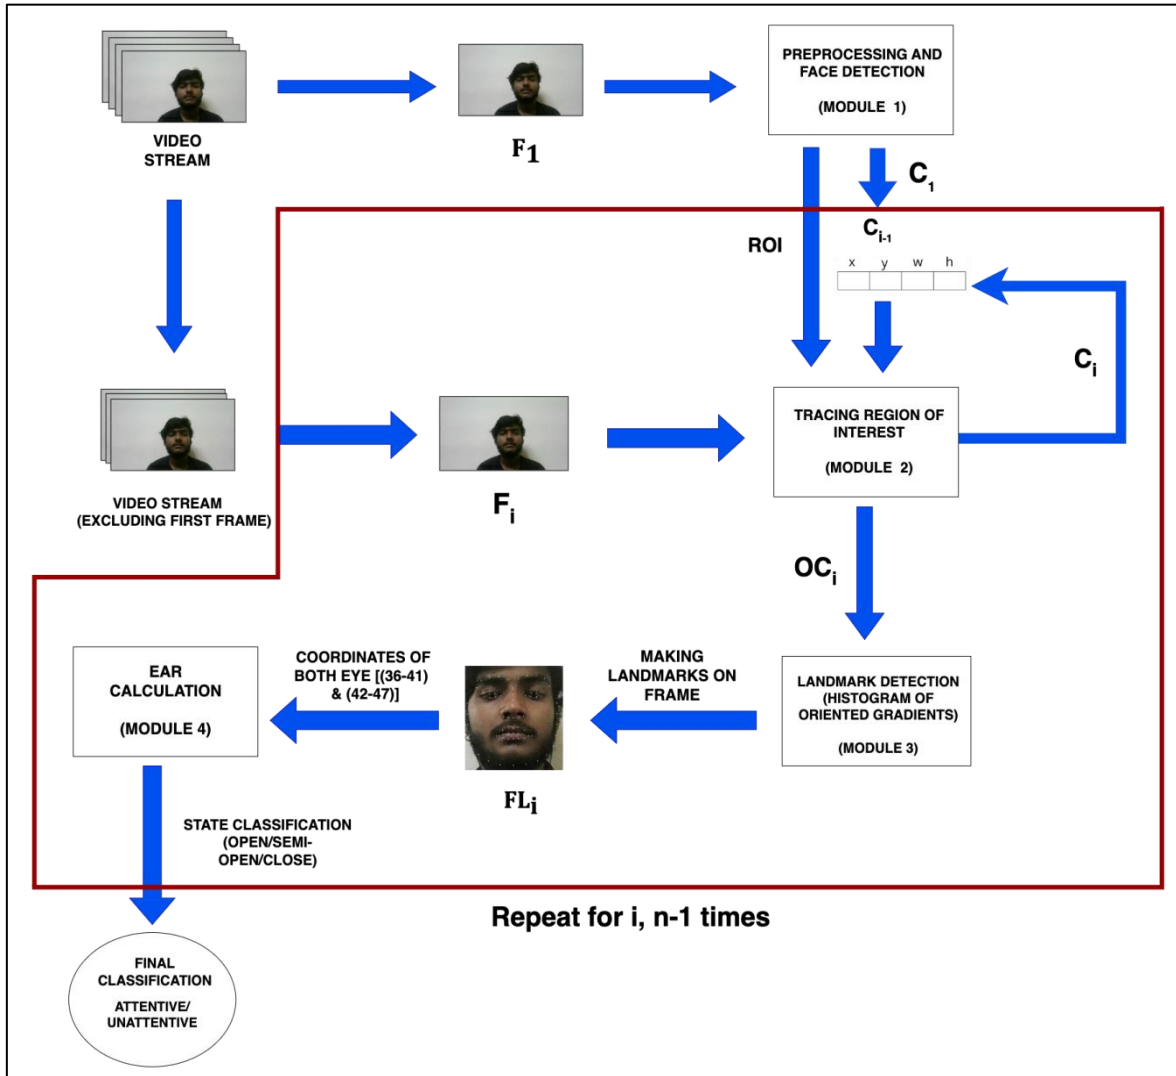 VIDEO
STREAM
F₁
PREPROCESSING AND
FACE DETECTION
(MODULE 1)
C₁
ROI
Cᵢ₋₁
x y w h
Cᵢ
VIDEO STREAM
(EXCLUDING FIRST FRAME)
Fᵢ
TRACING REGION OF
INTEREST
(MODULE 2)
OCᵢ
LANDMARK DETECTION
(HISTOGRAM OF
ORIENTED GRADIENTS)
(MODULE 3)
MAKING
LANDMARKS ON
FRAME
FLᵢ
COORDINATES OF
BOTH EYE [(36-41)
& (42-47)]
EAR
CALCULATION
(MODULE 4)
STATE CLASSIFICATION
(OPEN/SEMI-
OPEN/CLOSE)
Repeat for i, n-1 times
FINAL
CLASSIFICATION
ATTENTIVE/
UNATTENTIVE